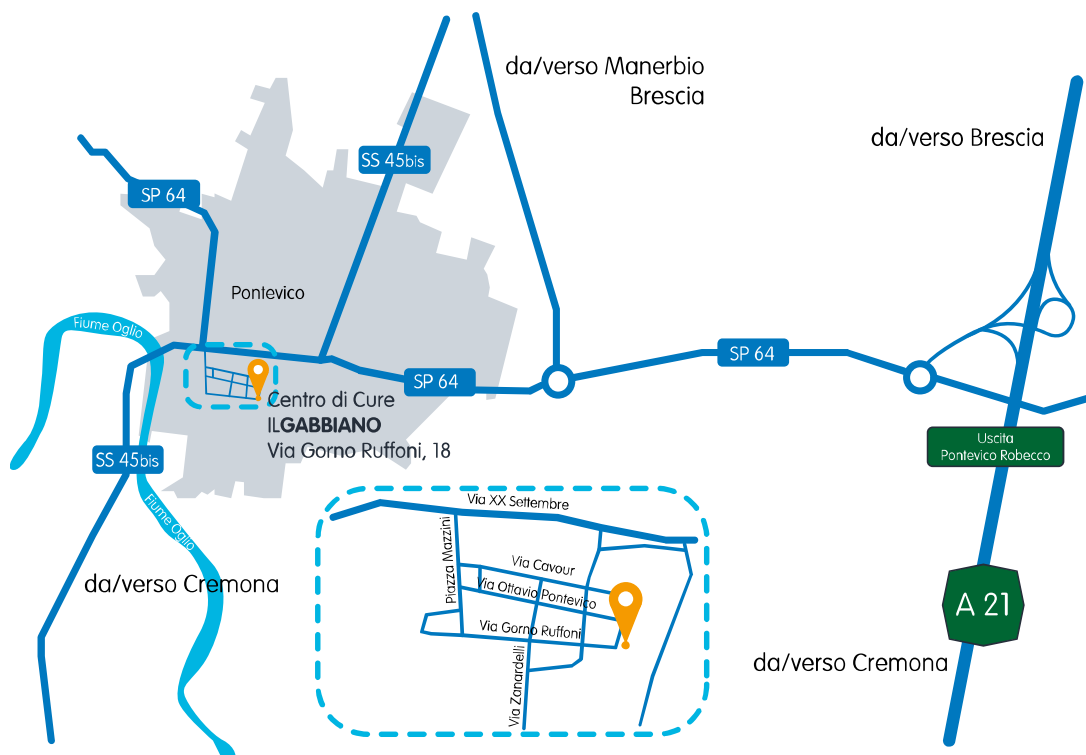 da/verso Manerbio
Brescia
da/verso Brescia
SS 45bis
SP 64
Pontevico
Fiume Oglio
SP 64
SP 64
Centro di Cure
ILGABBIANO
Via Gorno Ruffoni, 18
Uscita
Pontevico Robecco
SS 45bis
Fiume Oglio
da/verso Cremona
Via XX Settembre
Piazza Mazzini
Via Cavour
Via Ottavio Pontevico
Via Gorno Ruffoni
Via Zanardelli
A 21
da/verso Cremona